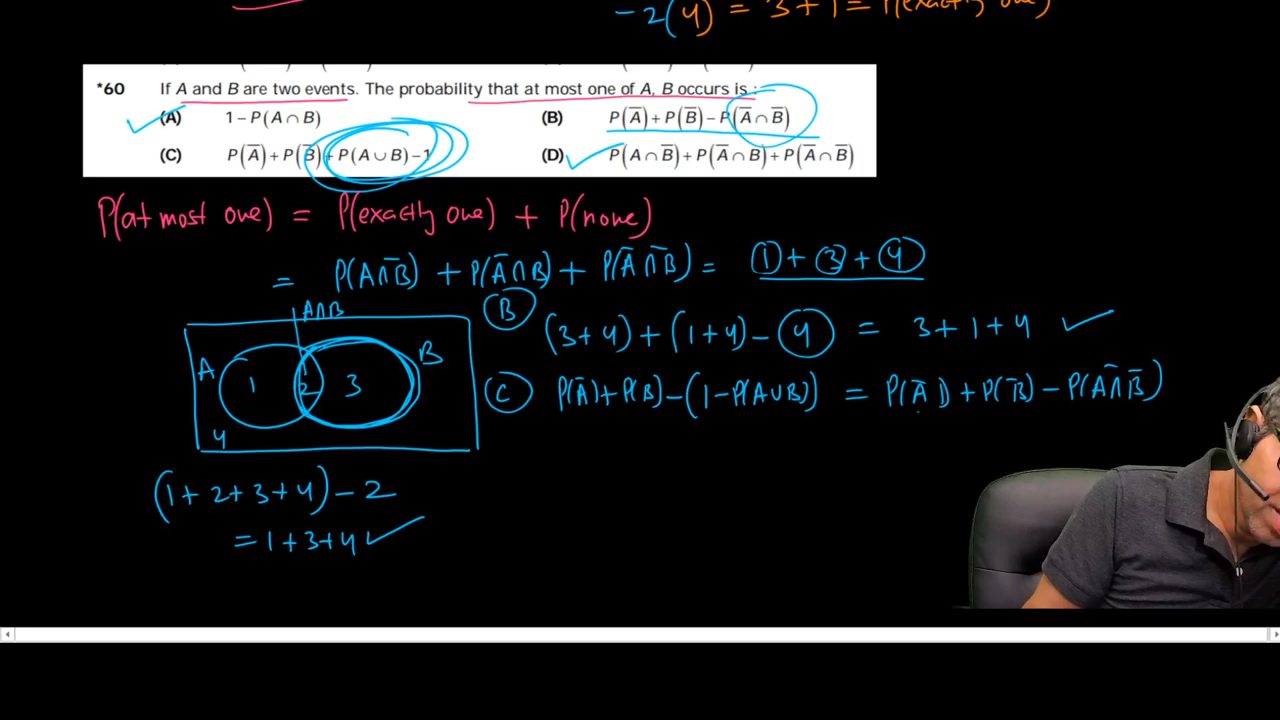 -2(4) = 3+1 = P(exactly one)
*60 If A and B are two events. The probability that at most one of A, B occurs is :
(A) 1 − P(A ∩ B) (B) P(A̅) + P(B̅) − P(A̅ ∩ B̅)
(C) P(A̅) + P(B̅) + P(A ∪ B) − 1 (D) P(A ∩ B̅) + P(A̅ ∩ B) + P(A̅ ∩ B̅)
P(at most one) = P(exactly one) + P(none)
= P(A∩B̅) + P(A̅∩B) + P(A̅∩B̅) = ① + ③ + ④
A∩B
A 1 2 3 B
4
Ⓑ (3+4) + (1+4) − ④ = 3+1+4 ✓
Ⓒ P(A̅) + P(B) − (1−P(A∪B)) = P(A̅) + P(B̅) − P(A̅∩B̅)
(1+2+3+4) − 2
= 1+3+4 ✓